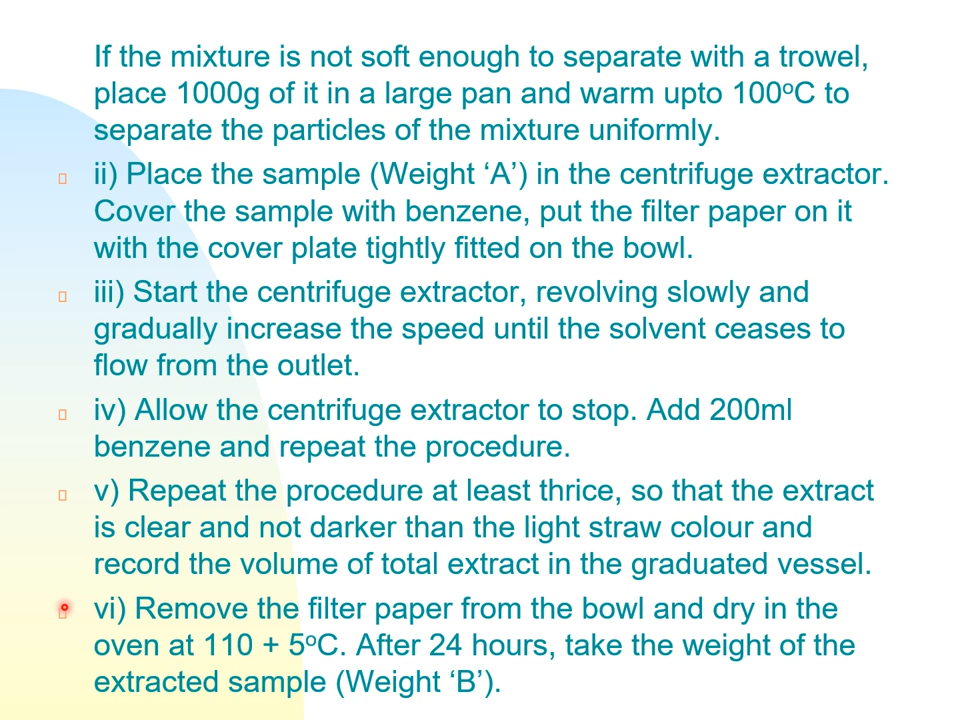 If the mixture is not soft enough to separate with a trowel,
place 1000g of it in a large pan and warm upto 100ºC to
separate the particles of the mixture uniformly.
ii) Place the sample (Weight ‘A’) in the centrifuge extractor.
Cover the sample with benzene, put the filter paper on it
with the cover plate tightly fitted on the bowl.
iii) Start the centrifuge extractor, revolving slowly and
gradually increase the speed until the solvent ceases to
flow from the outlet.
iv) Allow the centrifuge extractor to stop. Add 200ml
benzene and repeat the procedure.
v) Repeat the procedure at least thrice, so that the extract
is clear and not darker than the light straw colour and
record the volume of total extract in the graduated vessel.
vi) Remove the filter paper from the bowl and dry in the
oven at 110 + 5ºC. After 24 hours, take the weight of the
extracted sample (Weight ‘B’).